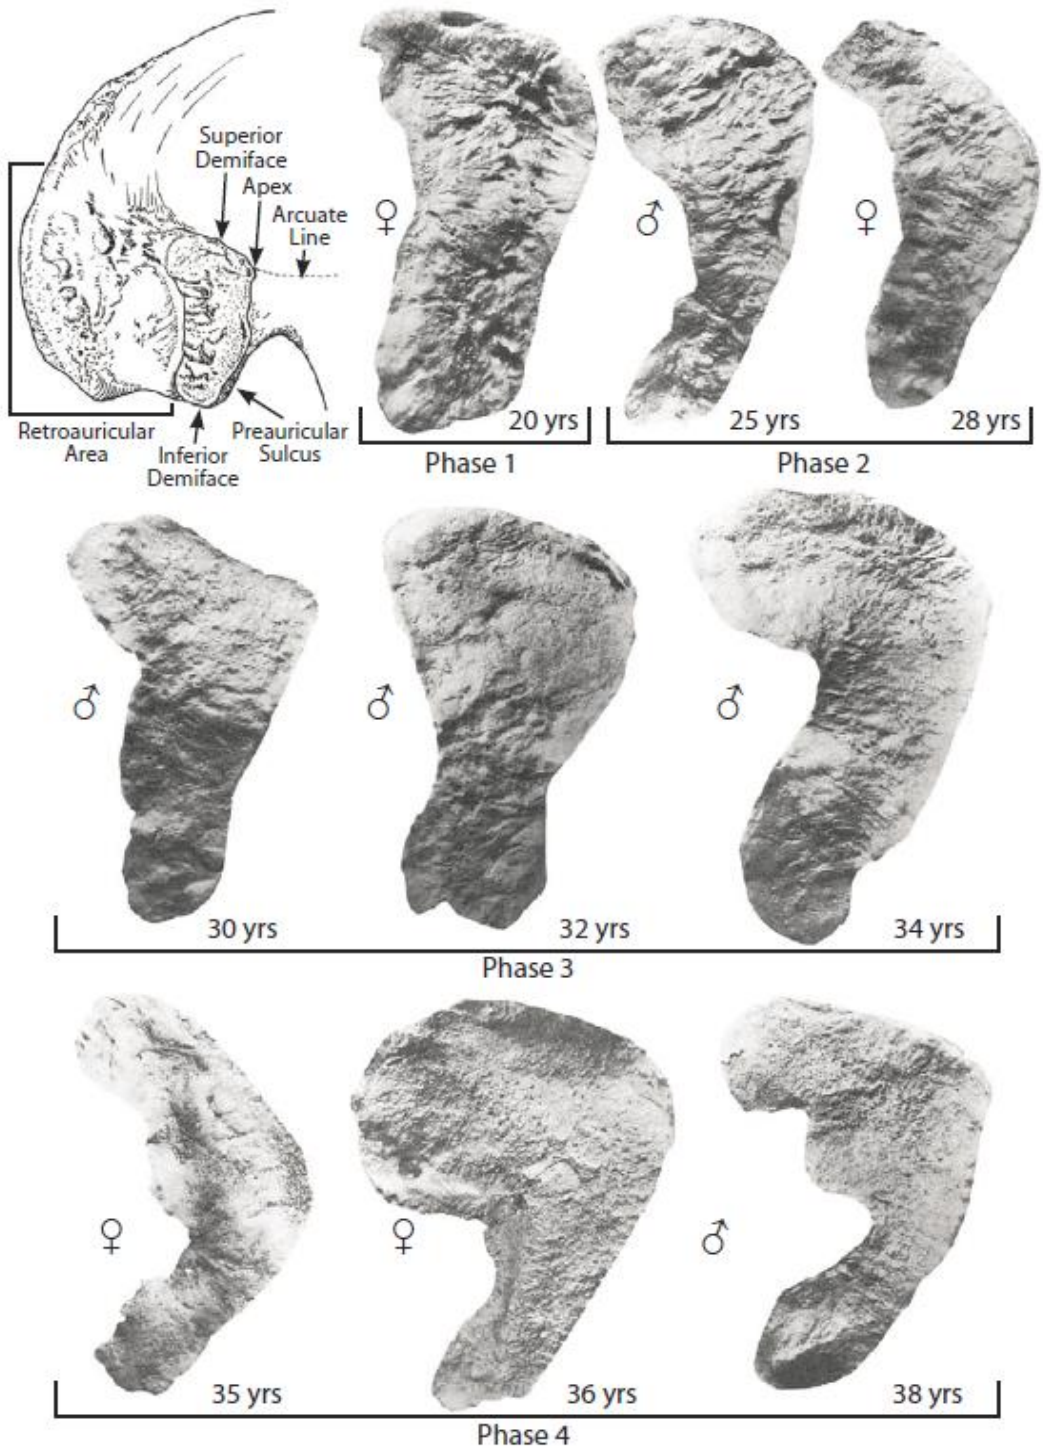 Superior
Demiface
Apex
Arcuate
Line
Retroauricular
Area
Inferior
Demiface
Preauricular
Sulcus
♀
20 yrs
Phase 1
♂
25 yrs
♀
28 yrs
Phase 2
♂
30 yrs
♂
32 yrs
♂
34 yrs
Phase 3
♀
35 yrs
♀
36 yrs
♂
38 yrs
Phase 4